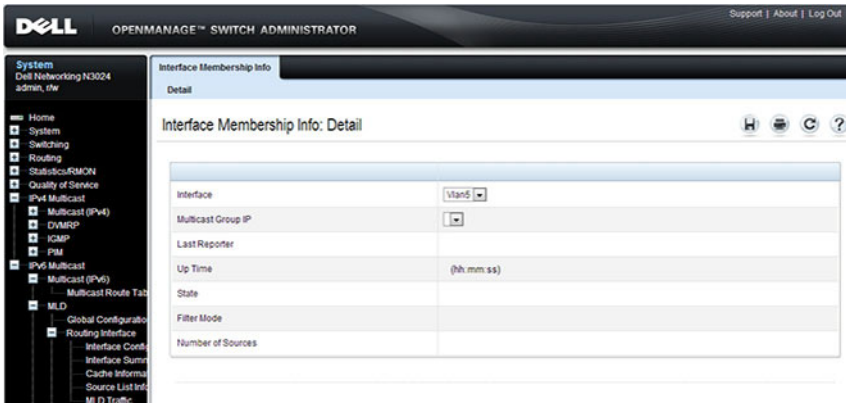 Support | About | Log Out
DELL OPENMANAGE™ SWITCH ADMINISTRATOR
System
Dell Networking N3024
admin, r/w
Home
System
Switching
Routing
Statistics/RMON
Quality of Service
IPv4 Multicast
Multicast (IPv4)
DVMRP
IGMP
PIM
IPv6 Multicast
Multicast (IPv6)
Multicast Route Tab
MLD
Global Configuratio
Routing Interface
Interface Config
Interface Summ
Cache Informa
Source List Info
MLD Traffic
Interface Membership Info
Detail
Interface Membership Info: Detail
Interface Vlan5
Multicast Group IP
Last Reporter
Up Time (hh:mm:ss)
State
Filter Mode
Number of Sources